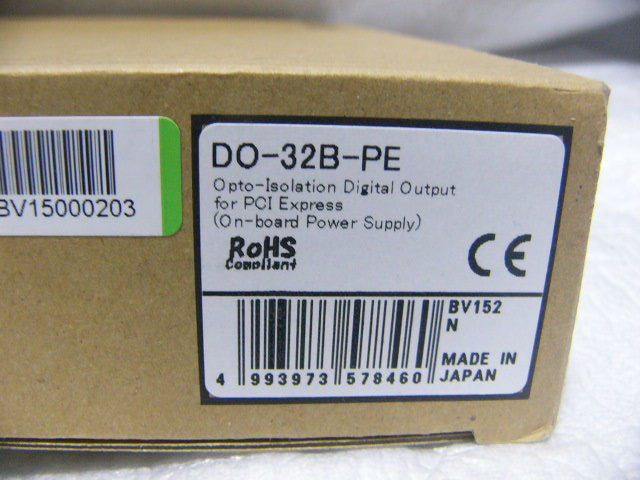 BV15000203
DO-32B-PE
Opto-Isolation Digital Output
for PCI Express
(On-board Power Supply)
RoHS
Compliant
CE
BV152
N
MADE IN
JAPAN
4 993973 578460